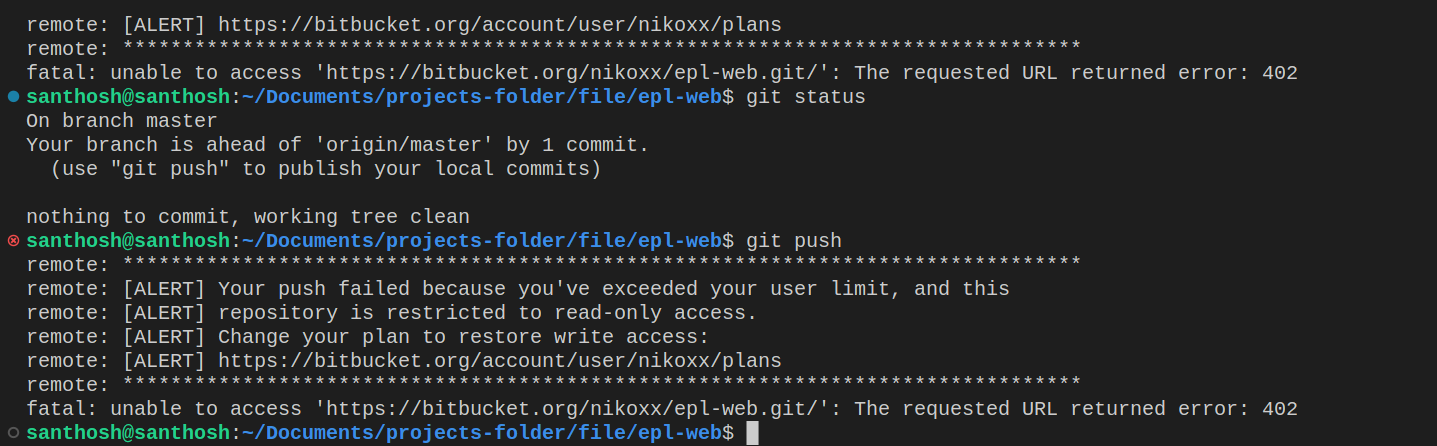 remote: [ALERT] https://bitbucket.org/account/user/nikoxx/plans
remote: ********************************************************************************
fatal: unable to access 'https://bitbucket.org/nikoxx/epl-web.git/': The requested URL returned error: 402
santhosh@santhosh:~/Documents/projects-folder/file/epl-web$ git status
On branch master
Your branch is ahead of 'origin/master' by 1 commit.
  (use "git push" to publish your local commits)

nothing to commit, working tree clean
santhosh@santhosh:~/Documents/projects-folder/file/epl-web$ git push
remote: ********************************************************************************
remote: [ALERT] Your push failed because you've exceeded your user limit, and this
remote: [ALERT] repository is restricted to read-only access.
remote: [ALERT] Change your plan to restore write access:
remote: [ALERT] https://bitbucket.org/account/user/nikoxx/plans
remote: ********************************************************************************
fatal: unable to access 'https://bitbucket.org/nikoxx/epl-web.git/': The requested URL returned error: 402
santhosh@santhosh:~/Documents/projects-folder/file/epl-web$